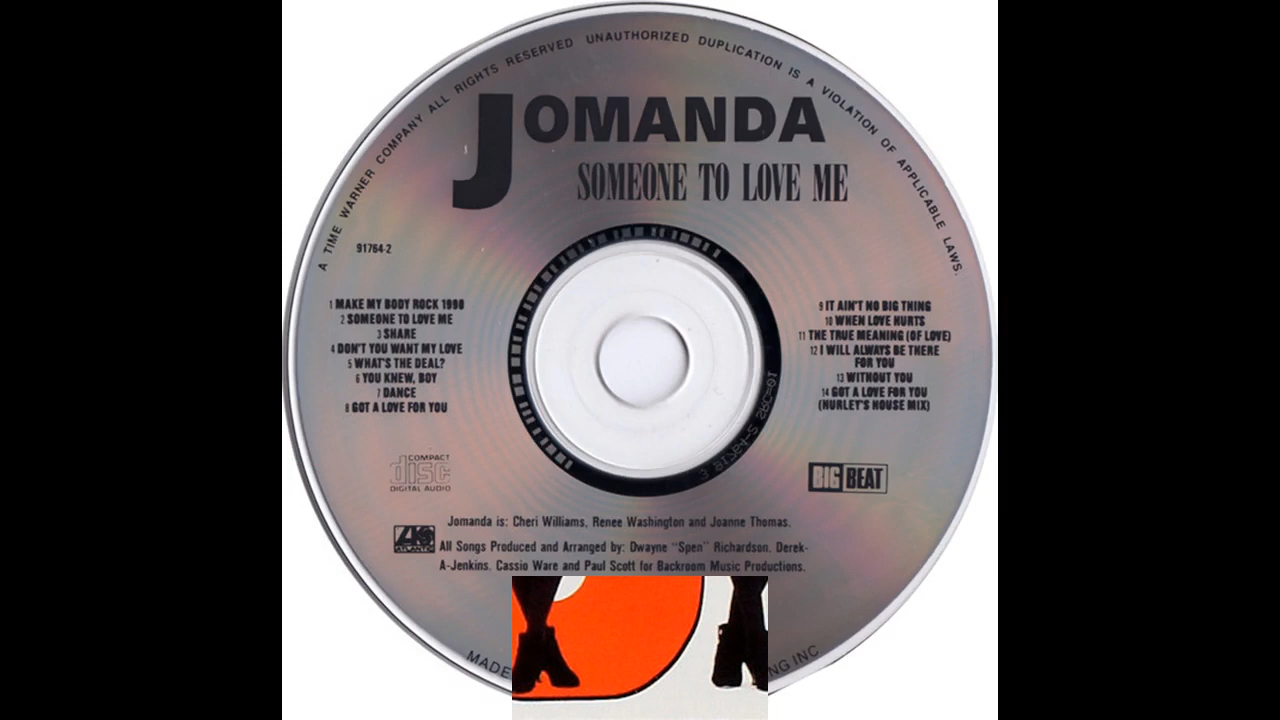 A TIME WARNER COMPANY ALL RIGHTS RESERVED UNAUTHORIZED DUPLICATION IS A VIOLATION OF APPLICABLE LAWS.
JOMANDA
SOMEONE TO LOVE ME
91764-2
1 MAKE MY BODY ROCK 1990
2 SOMEONE TO LOVE ME
3 SHARE
4 DON'T YOU WANT MY LOVE
5 WHAT'S THE DEAL?
6 YOU KNEW, BOY
7 DANCE
8 GOT A LOVE FOR YOU
9 IT AIN'T NO BIG THING
10 WHEN LOVE HURTS
11 THE TRUE MEANING (OF LOVE)
12 I WILL ALWAYS BE THERE
FOR YOU
13 WITHOUT YOU
14 GOT A LOVE FOR YOU
(HURLEY'S HOUSE MIX)
COMPACT
disc
DIGITAL AUDIO
BIG BEAT
Jomanda is: Cheri Williams, Renee Washington and Joanne Thomas.
ATLANTIC
All Songs Produced and Arranged by: Dwayne "Spen" Richardson, Derek-
A-Jenkins, Cassio Ware and Paul Scott for Backroom Music Productions.
MADE
NG INC